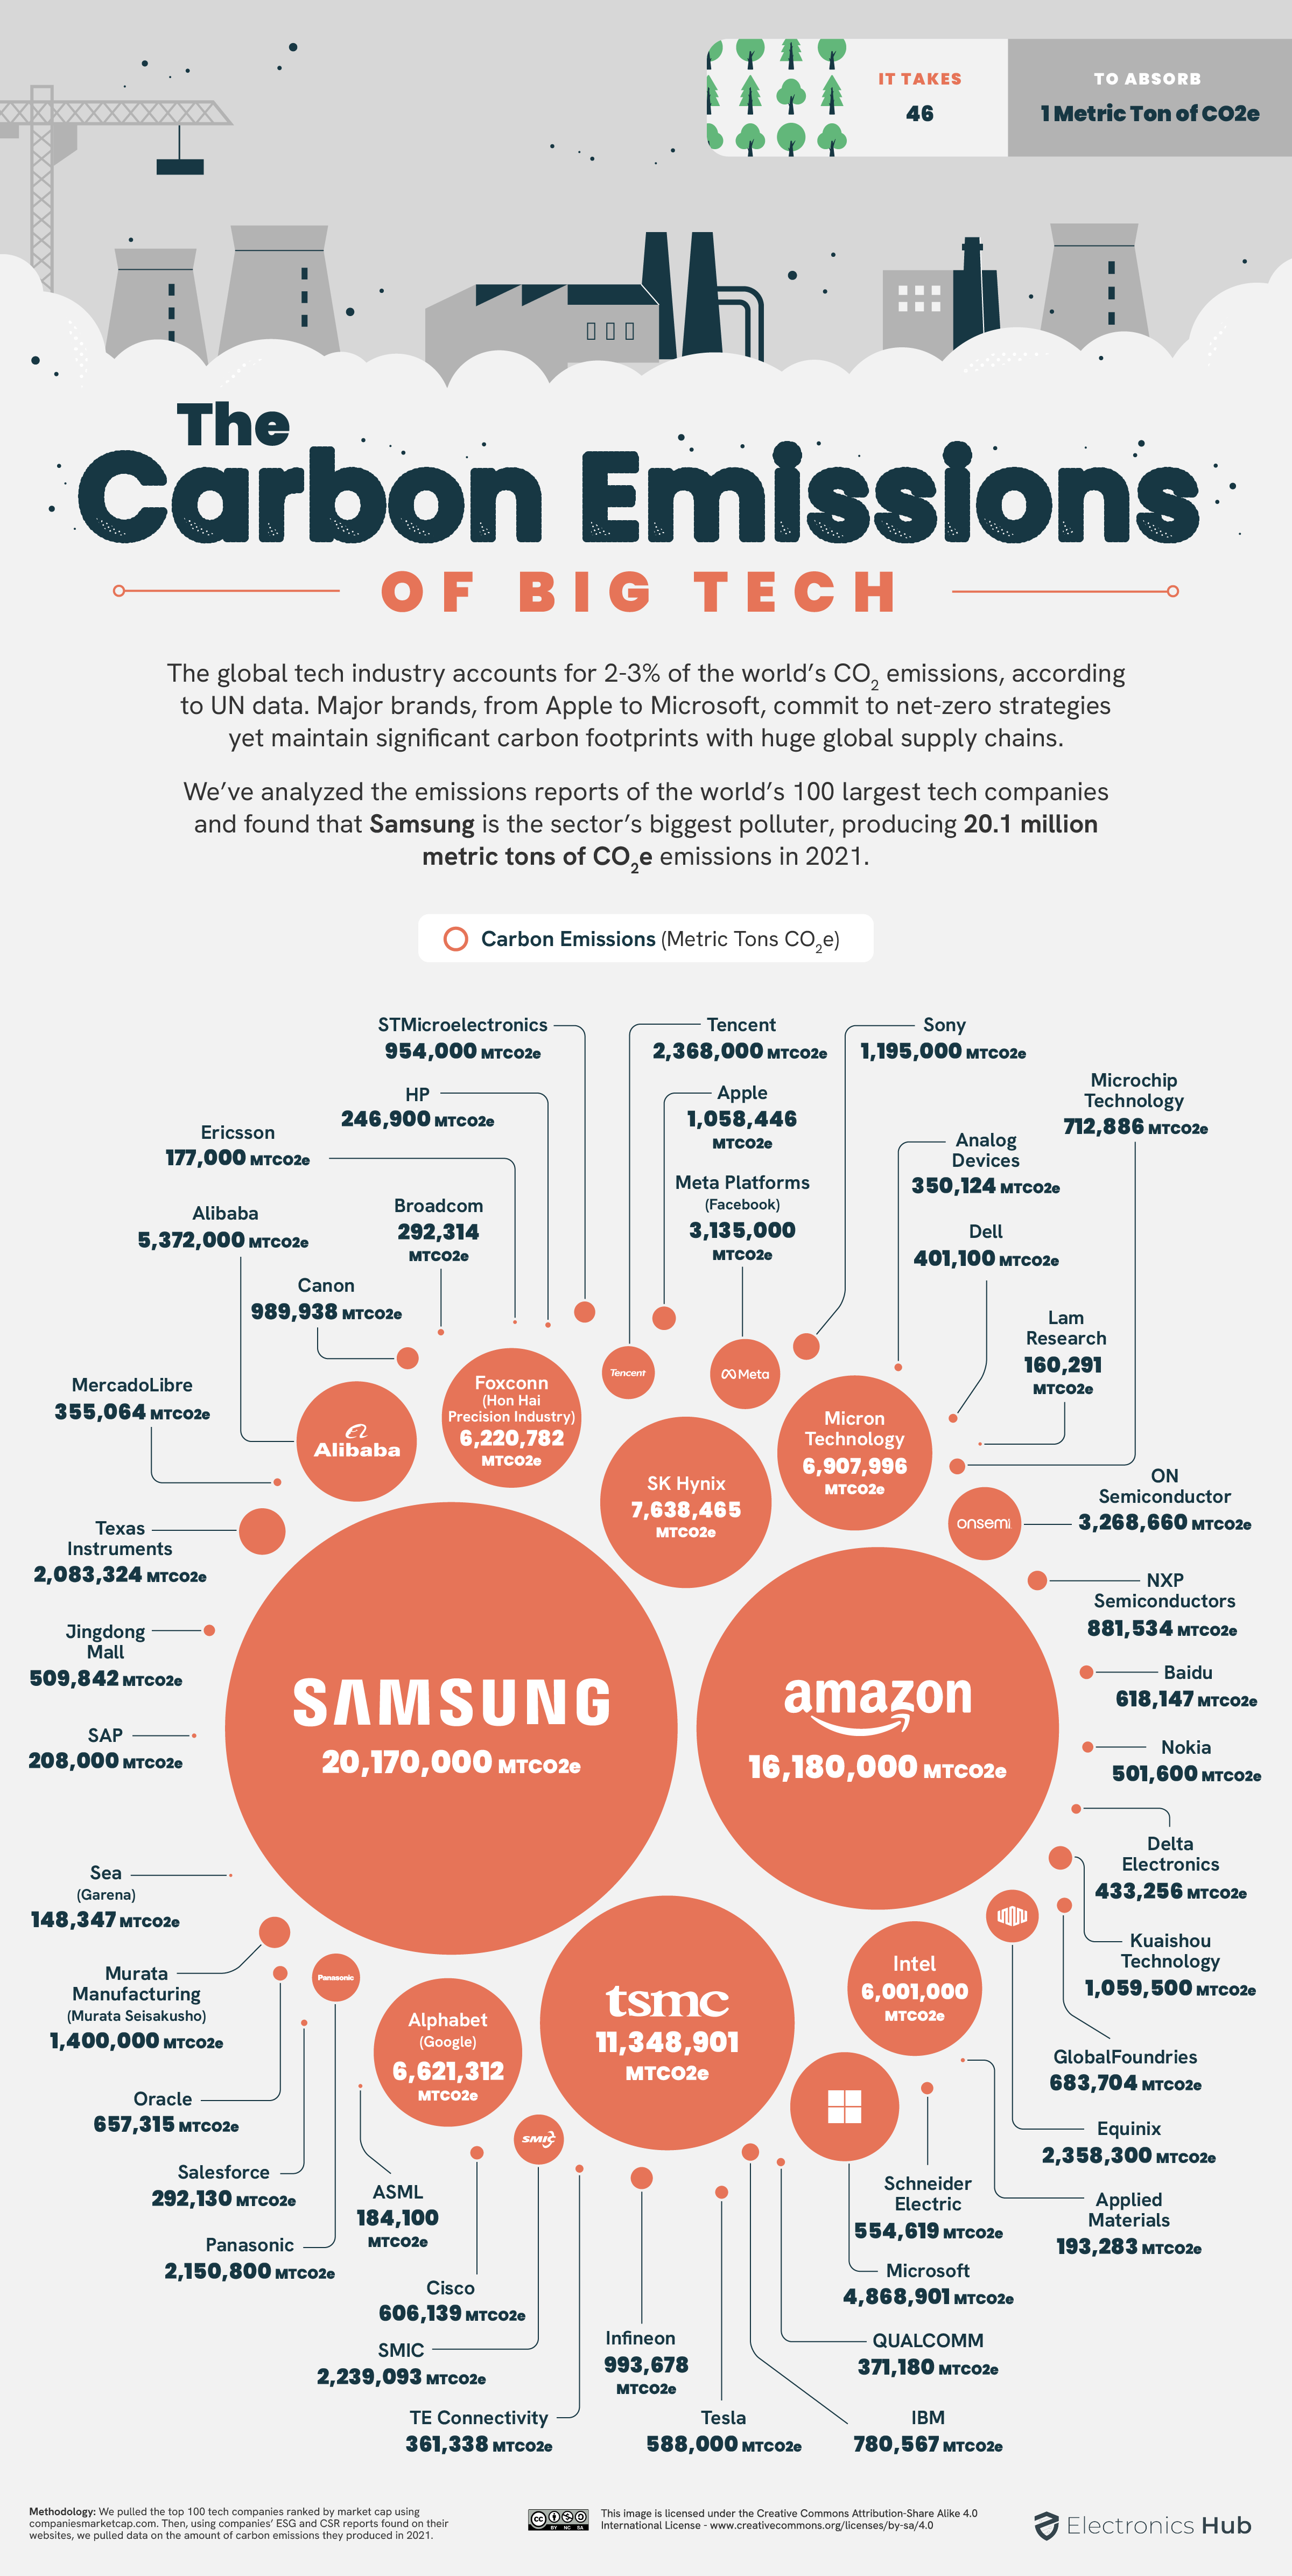 IT TAKES
46
TO ABSORB
1 Metric Ton of CO2e
The
Carbon Emissions
OF BIG TECH
The global tech industry accounts for 2-3% of the world's CO2 emissions, according
to UN data. Major brands, from Apple to Microsoft, commit to net-zero strategies
yet maintain significant carbon footprints with huge global supply chains.
We've analyzed the emissions reports of the world's 100 largest tech companies
and found that Samsung is the sector's biggest polluter, producing 20.1 million
metric tons of CO2e emissions in 2021.
Carbon Emissions (Metric Tons CO2e)
STMicroelectronics
954,000 MTCO2e
Tencent
2,368,000 MTCO2e
Sony
1,195,000 MTCO2e
HP
246,900 MTCO2e
Apple
1,058,446
MTCO2e
Microchip
Technology
712,886 MTCO2e
Ericsson
177,000 MTCO2e
Analog
Devices
350,124 MTCO2e
Alibaba
5,372,000 MTCO2e
Broadcom
292,314
MTCO2e
Meta Platforms
(Facebook)
3,135,000
MTCO2e
Dell
401,100 MTCO2e
Canon
989,938 MTCO2e
Lam
Research
160,291
MTCO2e
MercadoLibre
355,064 MTCO2e
Alibaba
Foxconn
(Hon Hai
Precision Industry)
6,220,782
MTCO2e
Tencent
Meta
Micron
Technology
6,907,996
MTCO2e
SK Hynix
7,638,465
MTCO2e
ON
Semiconductor
3,268,660 MTCO2e
onsemi
Texas
Instruments
2,083,324 MTCO2e
NXP
Semiconductors
881,534 MTCO2e
Jingdong
Mall
509,842 MTCO2e
Baidu
618,147 MTCO2e
SAMSUNG
20,170,000 MTCO2e
amazon
16,180,000 MTCO2e
SAP
208,000 MTCO2e
Nokia
501,600 MTCO2e
Delta
Electronics
433,256 MTCO2e
Sea
(Garena)
148,347 MTCO2e
Kuaishou
Technology
1,059,500 MTCO2e
Murata
Manufacturing
(Murata Seisakusho)
1,400,000 MTCO2e
Panasonic
Alphabet
(Google)
6,621,312
MTCO2e
tsmc
11,348,901
MTCO2e
Intel
6,001,000
MTCO2e
GlobalFoundries
683,704 MTCO2e
Oracle
657,315 MTCO2e
SMIC
Equinix
2,358,300 MTCO2e
Salesforce
292,130 MTCO2e
ASML
184,100
MTCO2e
Schneider
Electric
554,619 MTCO2e
Applied
Materials
193,283 MTCO2e
Panasonic
2,150,800 MTCO2e
Cisco
606,139 MTCO2e
Microsoft
4,868,901 MTCO2e
SMIC
2,239,093 MTCO2e
Infineon
993,678
MTCO2e
QUALCOMM
371,180 MTCO2e
TE Connectivity
361,338 MTCO2e
Tesla
588,000 MTCO2e
IBM
780,567 MTCO2e
Methodology: We pulled the top 100 tech companies ranked by market cap using
companiesmarketcap.com. Then, using companies' ESG and CSR reports found on their
websites, we pulled data on the amount of carbon emissions they produced in 2021.
cc
BY NC SA
This image is licensed under the Creative Commons Attribution-Share Alike 4.0
International License - www.creativecommons.org/licenses/by-sa/4.0
Electronics Hub